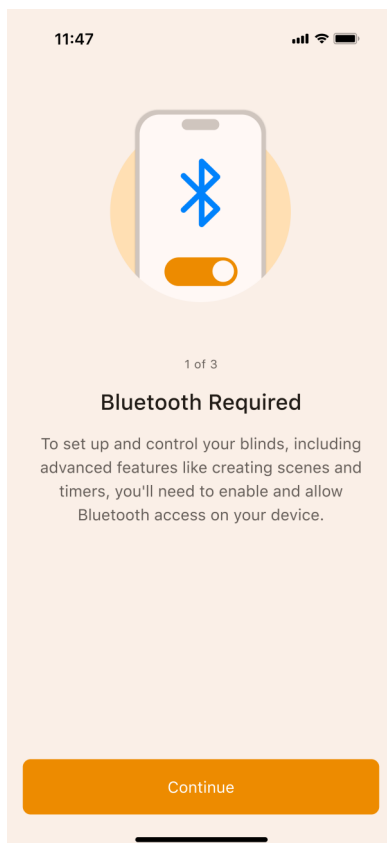 11:47
1 of 3
Bluetooth Required
To set up and control your blinds, including
advanced features like creating scenes and
timers, you'll need to enable and allow
Bluetooth access on your device.
Continue